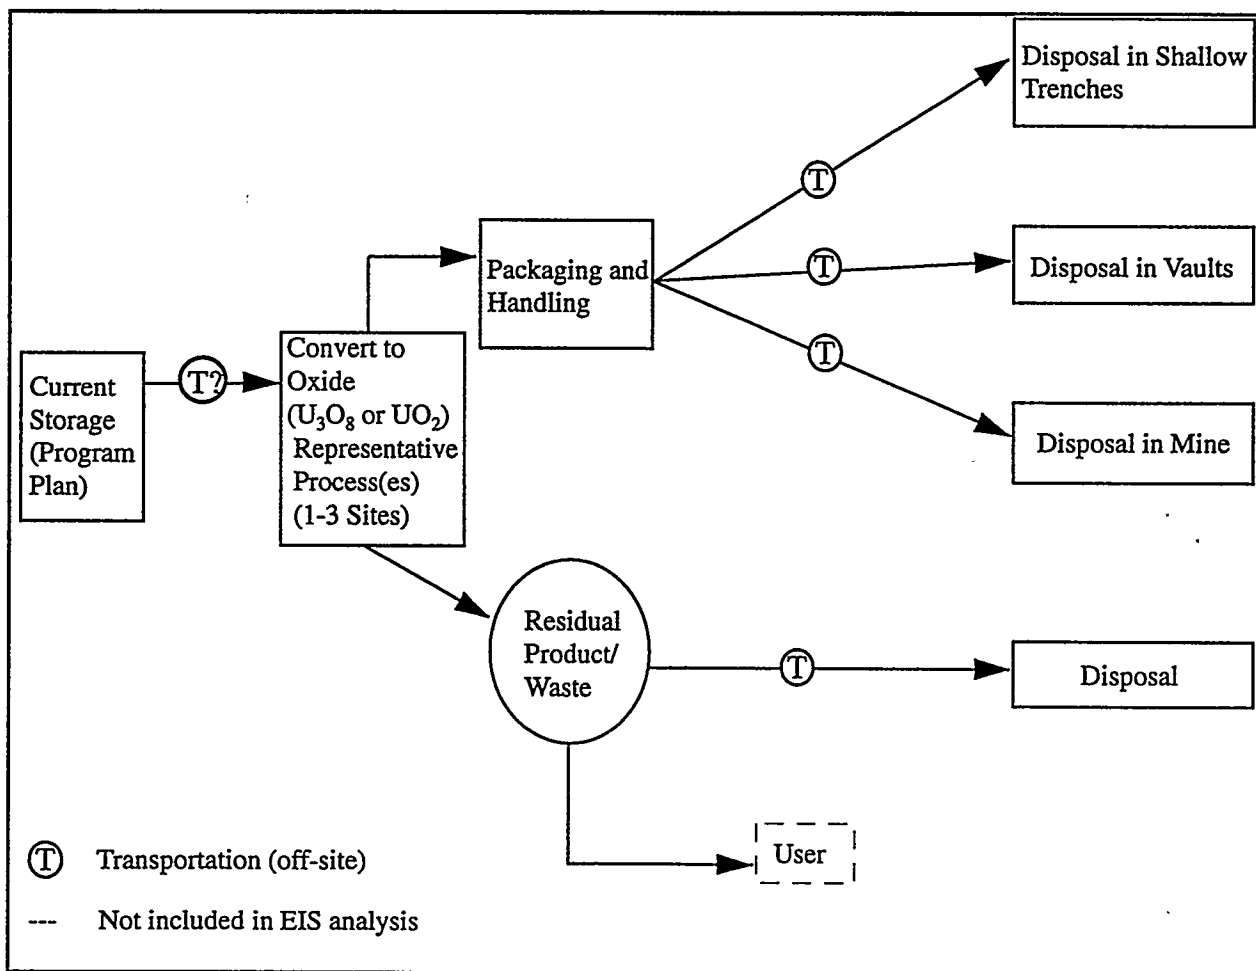 Disposal in Shallow
Trenches
T
Disposal in Vaults
T
Packaging and
Handling
T
Disposal in Mine
Current
Storage
(Program
Plan)
T?
Convert to
Oxide
(U₃O₈ or UO₂)
Representative
Process(es)
(1-3 Sites)
Residual
Product/
Waste
T
Disposal
User
T Transportation (off-site)
--- Not included in EIS analysis